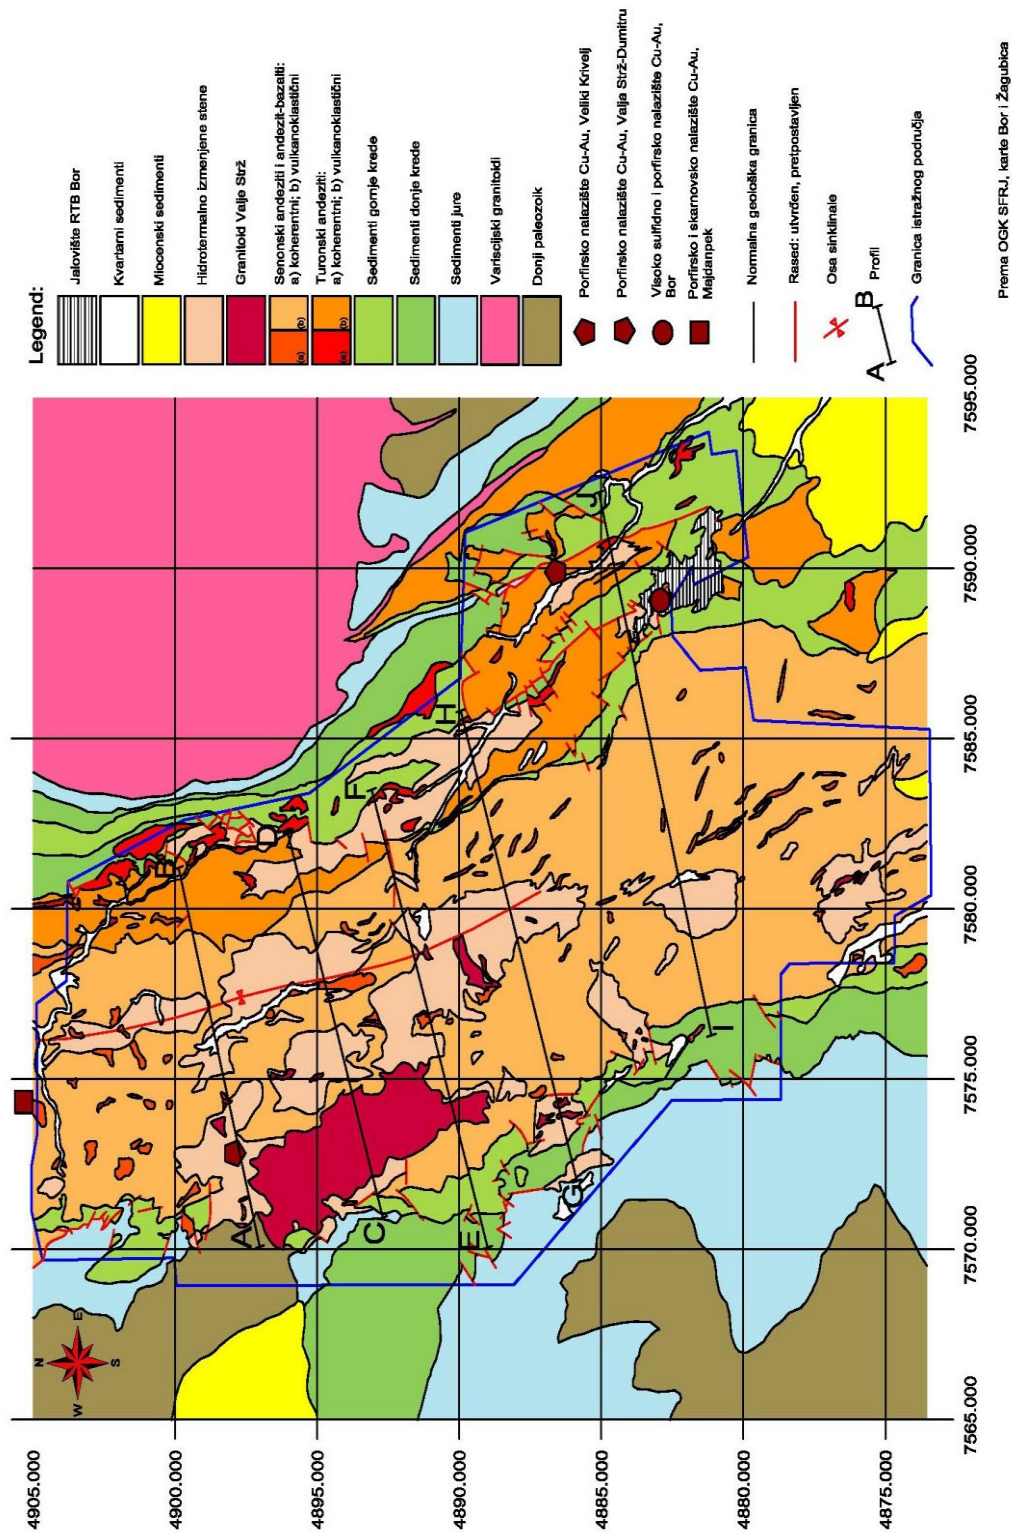 Legend:
Jalovište RTB Bor
Kvartarni sedimenti
Miocenski sedimenti
Hidrotermalno izmenjene stene
Granitoid Valje Strž
Senonski andeziti i andezit-bazalti:
a) koherentni; b) vulkanoklastični
(a)
(b)
Turonski andeziti:
a) koherentni; b) vulkanoklastični
(a)
(b)
Sedimenti gornje krede
Sedimenti donje krede
Sedimenti jure
Variscijski granitoidi
Donji paleozoik
Porfirsko nalazište Cu-Au, Veliki Krivelj
Porfirsko nalazište Cu-Au, Valja Strž-Dumitru
Visoko sulfidno i porfirsko nalazište Cu-Au,
Bor
Porfirsko i skarnovsko nalazište Cu-Au,
Majdanpek
Normalna geološka granica
Rased: utvrđen, pretpostavljen
Osa sinklinale
A
B
Profil
Granica istražnog područja
Prema OGK SFRJ, karte Bor i Žagubica
N
E
S
W
A
B
C
D
E
F
G
H
I
J
4905.000
4900.000
4895.000
4890.000
4885.000
4880.000
4875.000
7565.000
7570.000
7575.000
7580.000
7585.000
7590.000
7595.000